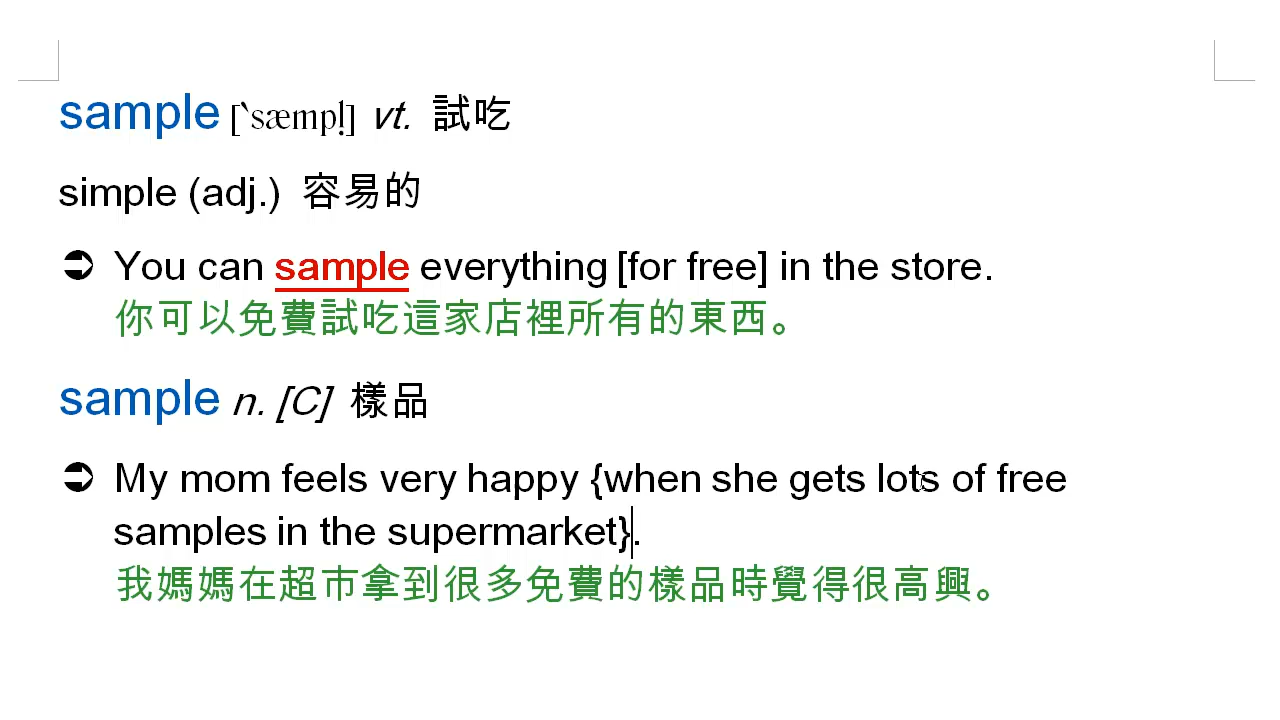 sample [ˋsæmpḷ] vt. 試吃
simple (adj.) 容易的
➲ You can sample everything [for free] in the store.
你可以免費試吃這家店裡所有的東西。
sample n. [C] 樣品
➲ My mom feels very happy {when she gets lots of free
samples in the supermarket}.
我媽媽在超市拿到很多免費的樣品時覺得很高興。